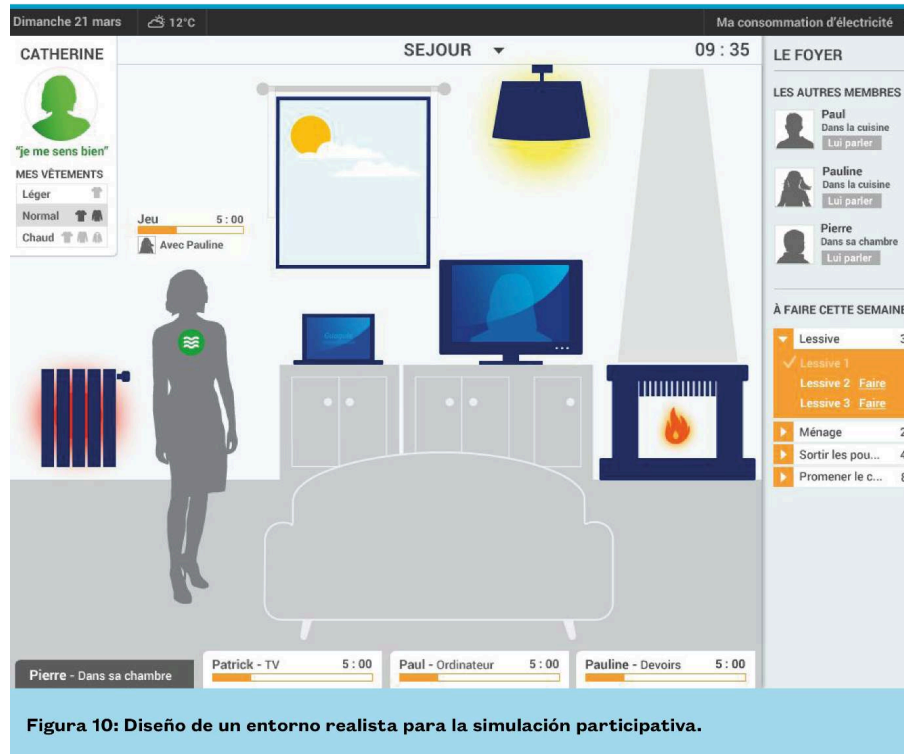 Dimanche 21 mars
12°C
Ma consommation d'électricité
CATHERINE
"je me sens bien"
MES VÊTEMENTS
Léger
Normal
Chaud
SEJOUR
09 : 35
Jeu 5 : 00
Avec Pauline
LE FOYER
LES AUTRES MEMBRES
Paul
Dans la cuisine
Lui parler
Pauline
Dans la cuisine
Lui parler
Pierre
Dans sa chambre
Lui parler
À FAIRE CETTE SEMAINE
Lessive 3
Lessive 1
Lessive 2 Faire
Lessive 3 Faire
Ménage 2
Sortir les pou... 4
Promener le c... 8
Pierre - Dans sa chambre
Patrick - TV 5 : 00
Paul - Ordinateur 5 : 00
Pauline - Devoirs 5 : 00
Figura 10: Diseño de un entorno realista para la simulación participativa.